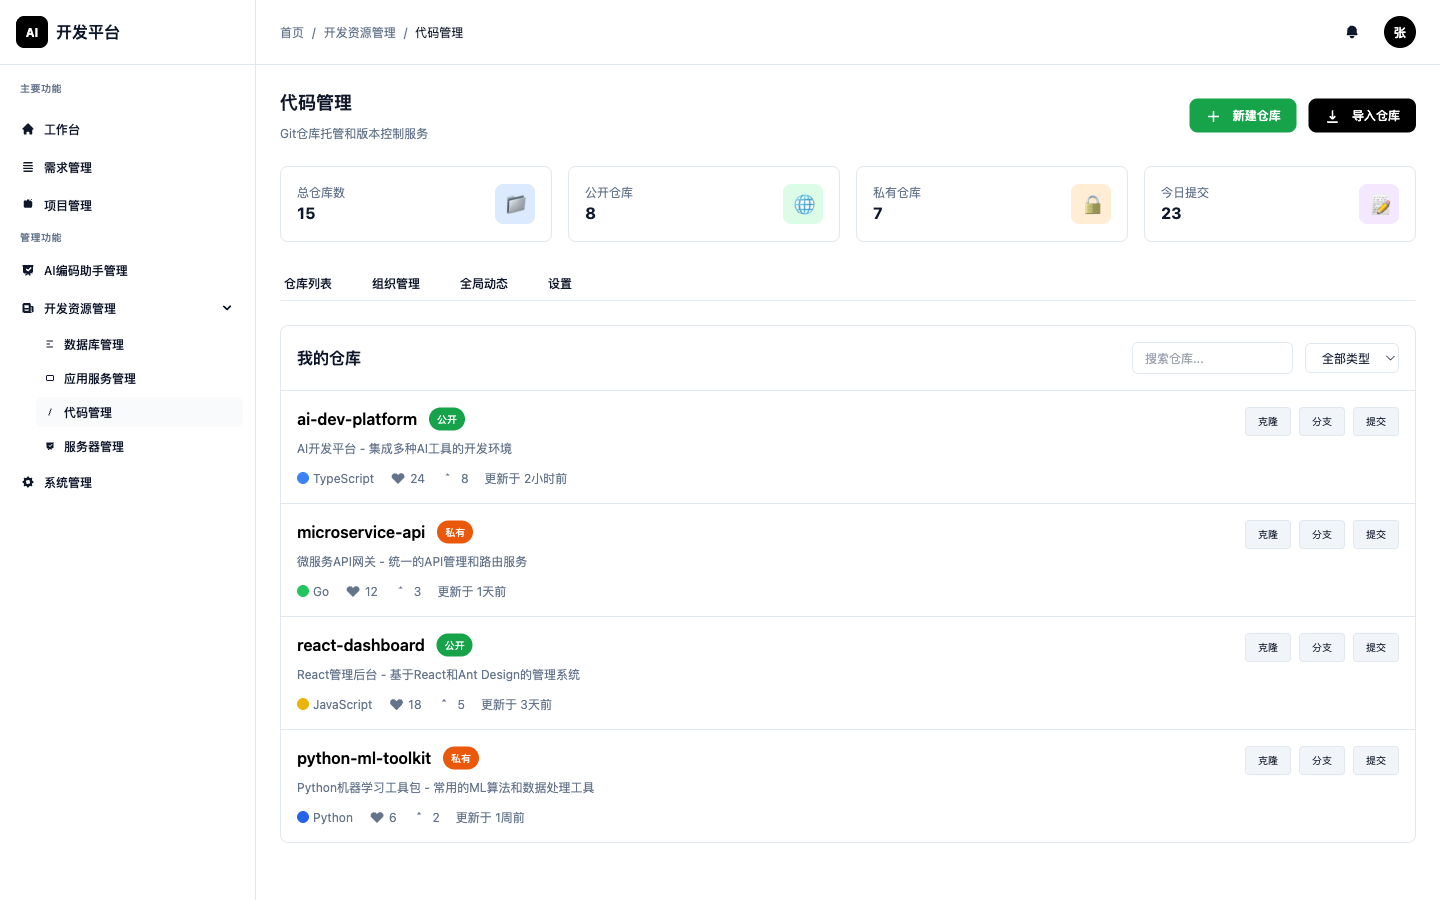 AI 开发平台
主要功能
工作台
需求管理
项目管理
管理功能
AI编码助手管理
开发资源管理
数据库管理
应用服务管理
代码管理
服务器管理
系统管理
首页 / 开发资源管理 / 代码管理
张
代码管理
Git仓库托管和版本控制服务
新建仓库
导入仓库
总仓库数
15
公开仓库
8
私有仓库
7
今日提交
23
仓库列表 组织管理 全局动态 设置
我的仓库
搜索仓库...
全部类型
ai-dev-platform 公开
克隆 分支 提交
AI开发平台 - 集成多种AI工具的开发环境
TypeScript 24 8 更新于 2小时前
microservice-api 私有
克隆 分支 提交
微服务API网关 - 统一的API管理和路由服务
Go 12 3 更新于 1天前
react-dashboard 公开
克隆 分支 提交
React管理后台 - 基于React和Ant Design的管理系统
JavaScript 18 5 更新于 3天前
python-ml-toolkit 私有
克隆 分支 提交
Python机器学习工具包 - 常用的ML算法和数据处理工具
Python 6 2 更新于 1周前